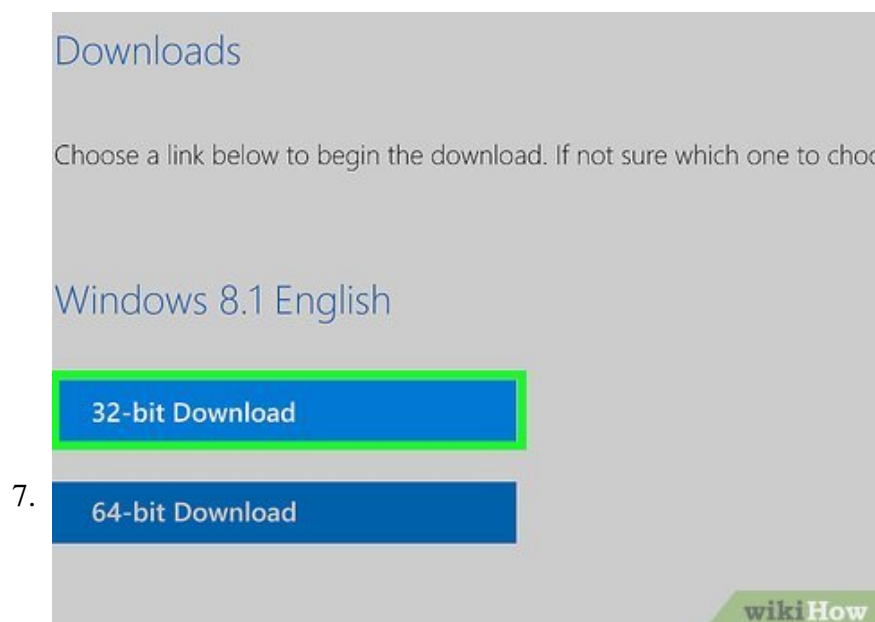 Downloads
Choose a link below to begin the download. If not sure which one to choo
Windows 8.1 English
32-bit Download
7.
64-bit Download
wikiHow